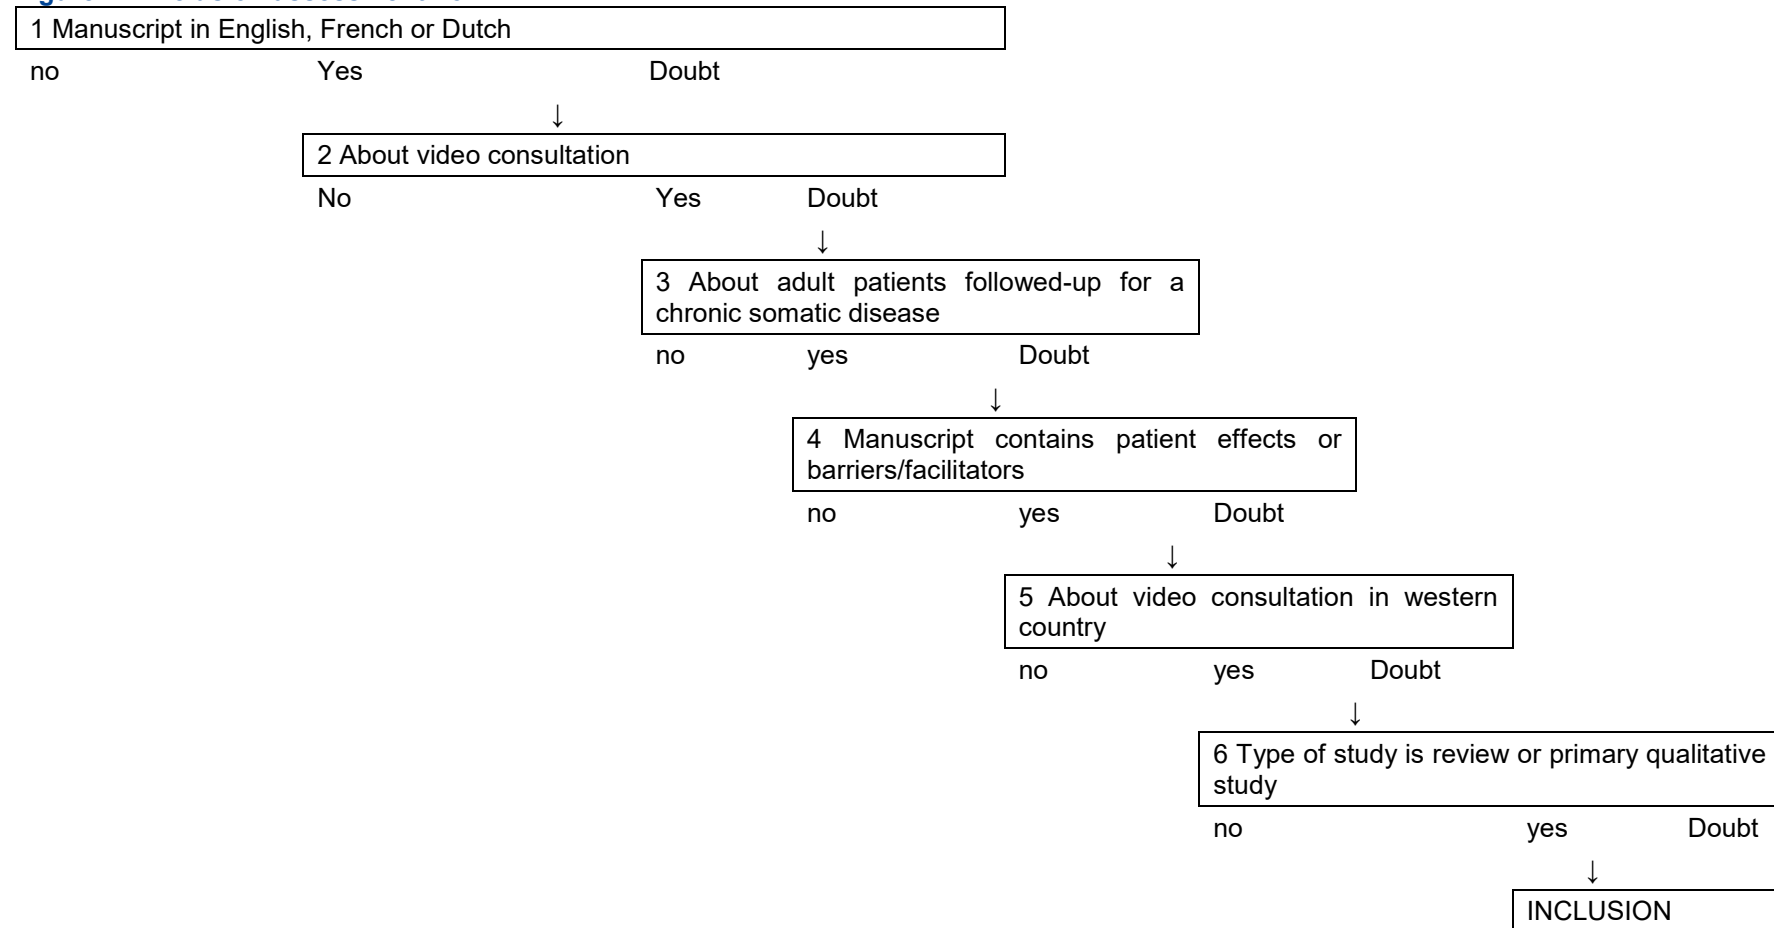 1 Manuscript in English, French or Dutch
no Yes Doubt
↓
2 About video consultation
No Yes Doubt
↓
3 About adult patients followed-up for a
chronic somatic disease
no yes Doubt
↓
4 Manuscript contains patient effects or
barriers/facilitators
no yes Doubt
↓
5 About video consultation in western
country
no yes Doubt
↓
6 Type of study is review or primary qualitative
study
no yes Doubt
↓
INCLUSION